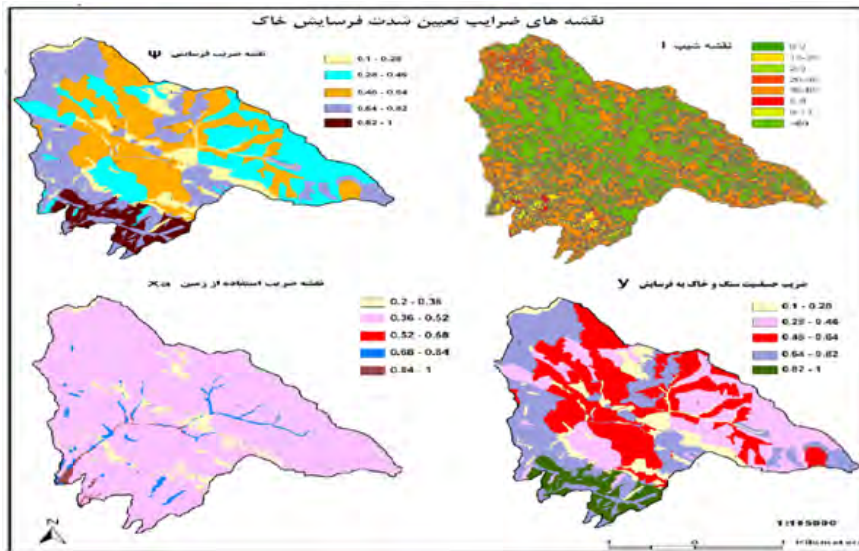 نقشه های ضرایب تعیین شدت فرسایش خاک
نقشه ضریب فرسایش Ψ
0.1 - 0.28
0.28 - 0.46
0.46 - 0.64
0.64 - 0.82
0.82 - 1
نقشه شیب I
نقشه ضریب استفاده از زمین Xa
0.2 - 0.36
0.36 - 0.52
0.52 - 0.68
0.68 - 0.84
0.84 - 1
ضریب حساسیت سنگ و خاک به فرسایش y
0.1 - 0.28
0.28 - 0.46
0.46 - 0.64
0.64 - 0.82
0.82 - 1
N
Kilometers